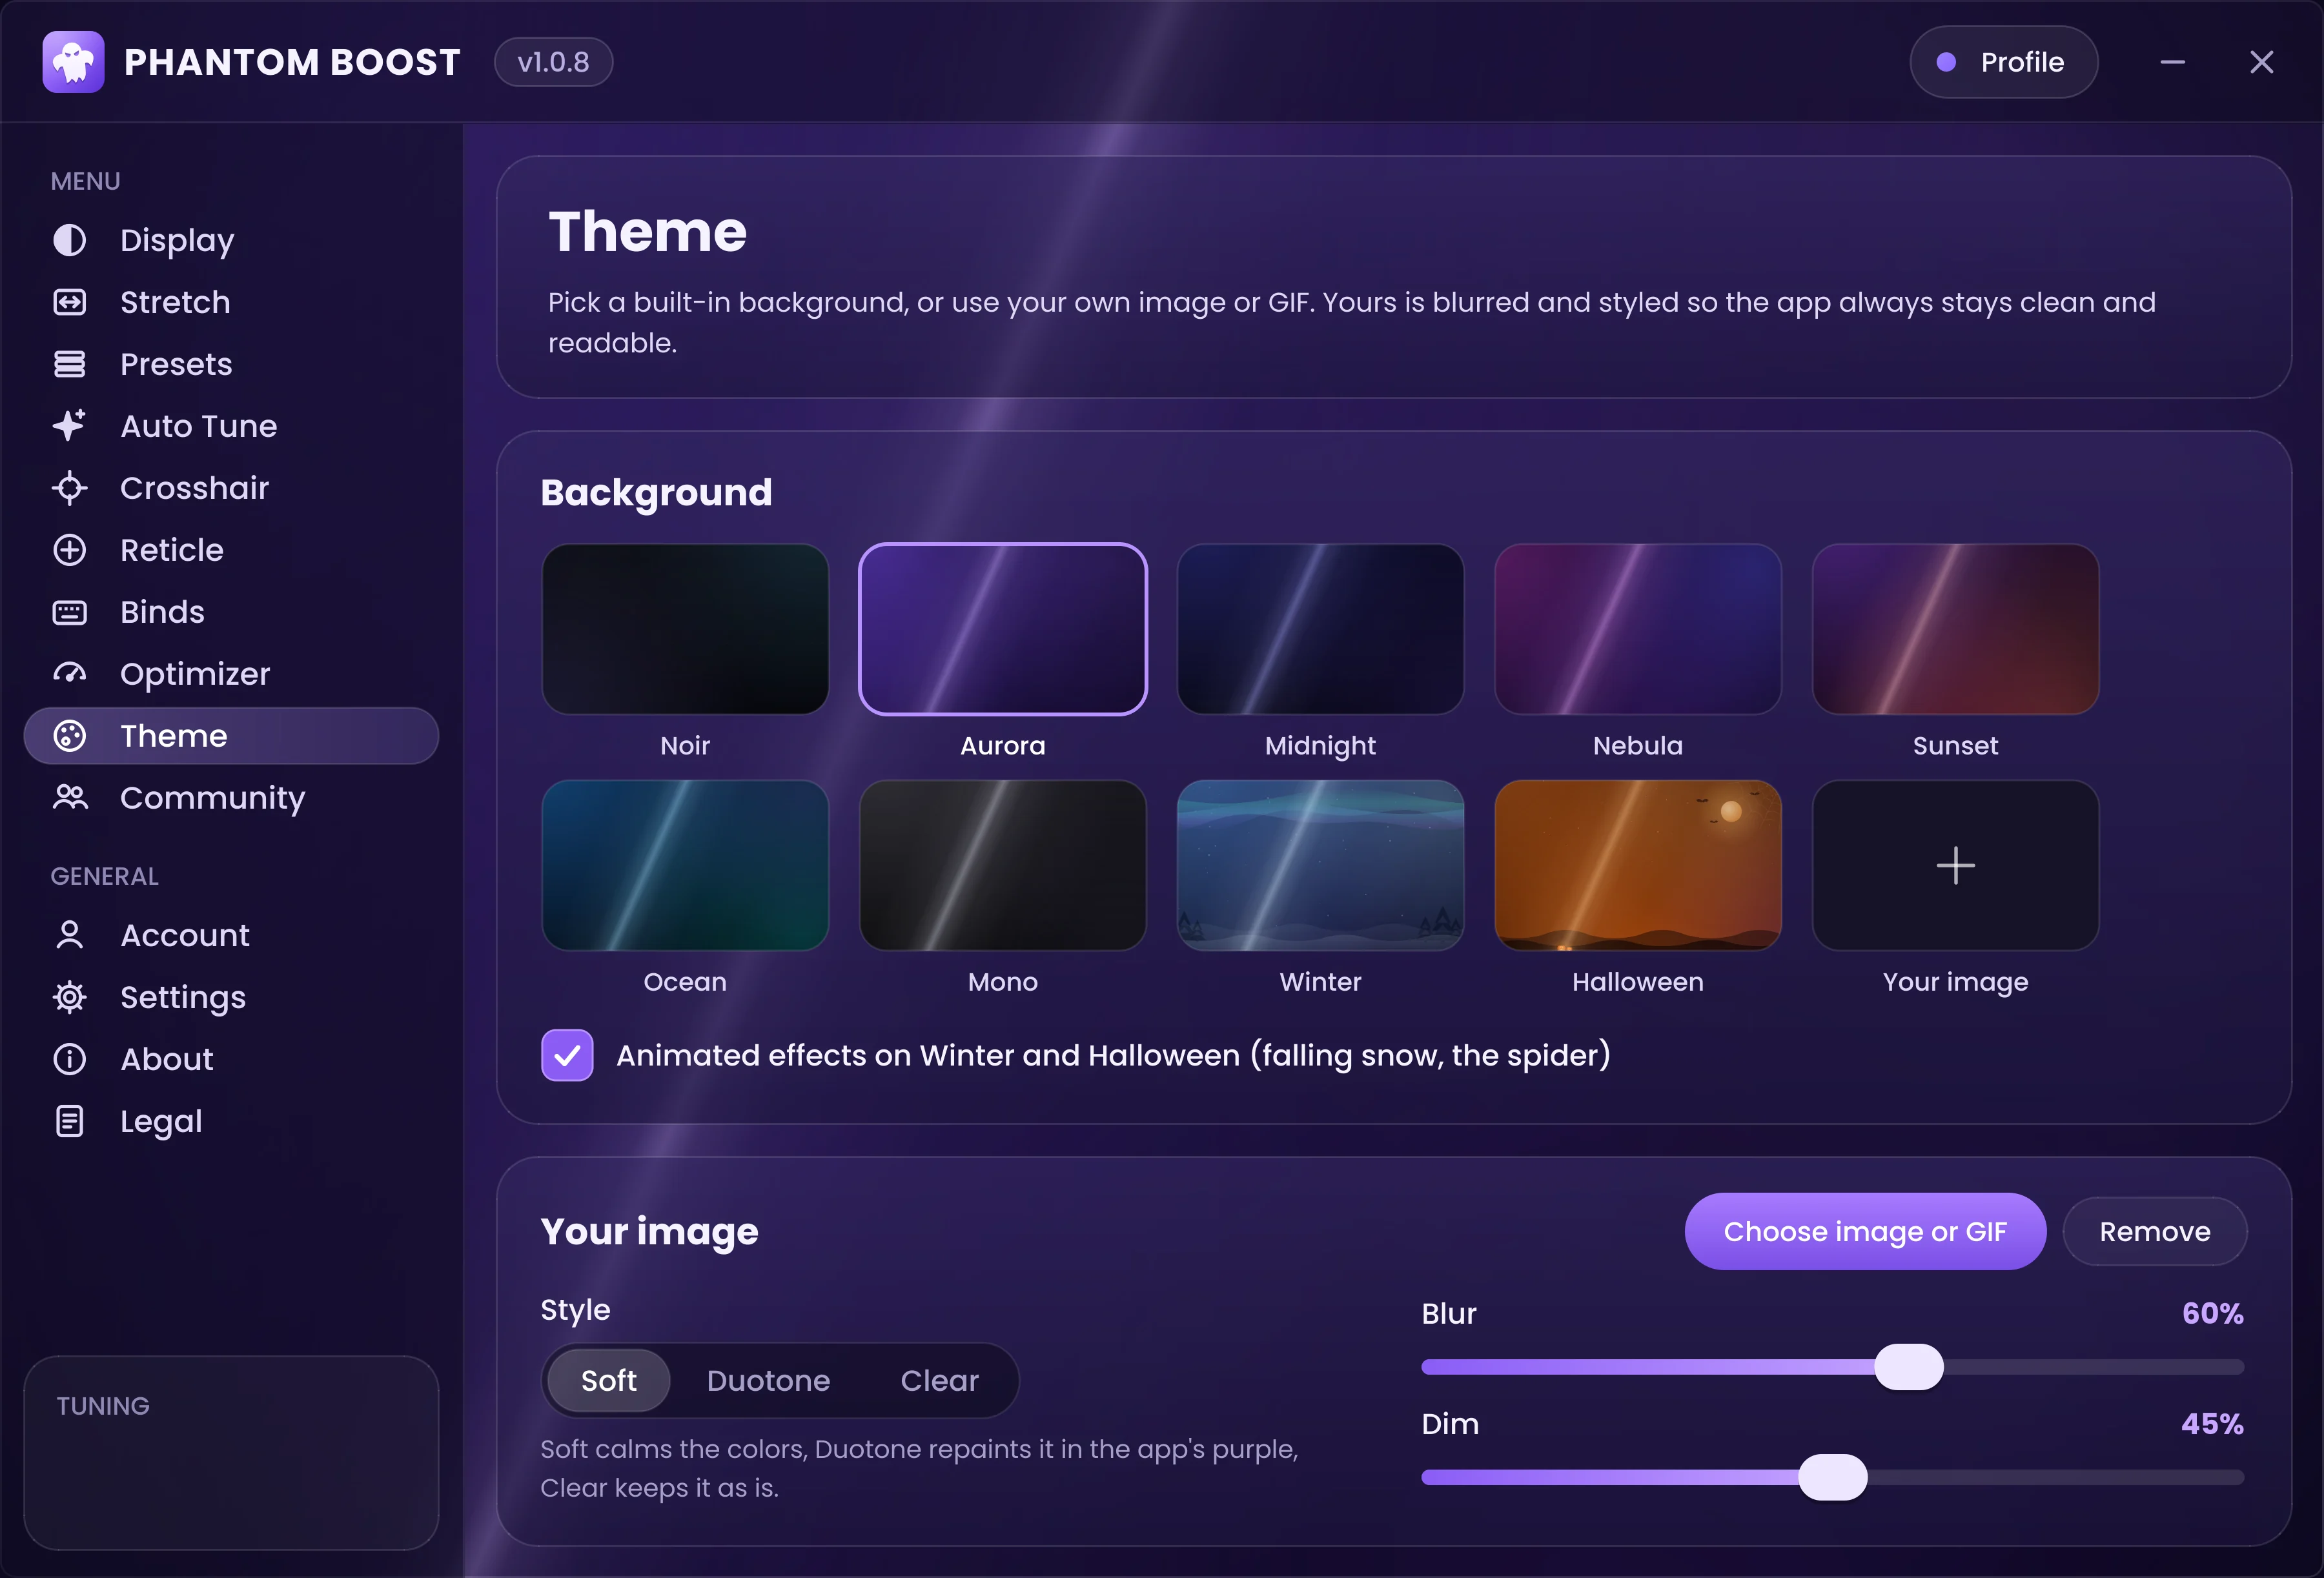 PHANTOM BOOST
v1.0.8
Profile
MENU
Display
Stretch
Presets
Auto Tune
Crosshair
Reticle
Binds
Optimizer
Theme
Community
GENERAL
Account
Settings
About
Legal
TUNING
Theme
Pick a built-in background, or use your own image or GIF. Yours is blurred and styled so the app always stays clean and
readable.
Background
Noir
Aurora
Midnight
Nebula
Sunset
Ocean
Mono
Winter
Halloween
Your image
Animated effects on Winter and Halloween (falling snow, the spider)
Your image
Choose image or GIF
Remove
Style
Soft
Duotone
Clear
Soft calms the colors, Duotone repaints it in the app's purple,
Clear keeps it as is.
Blur
60%
Dim
45%